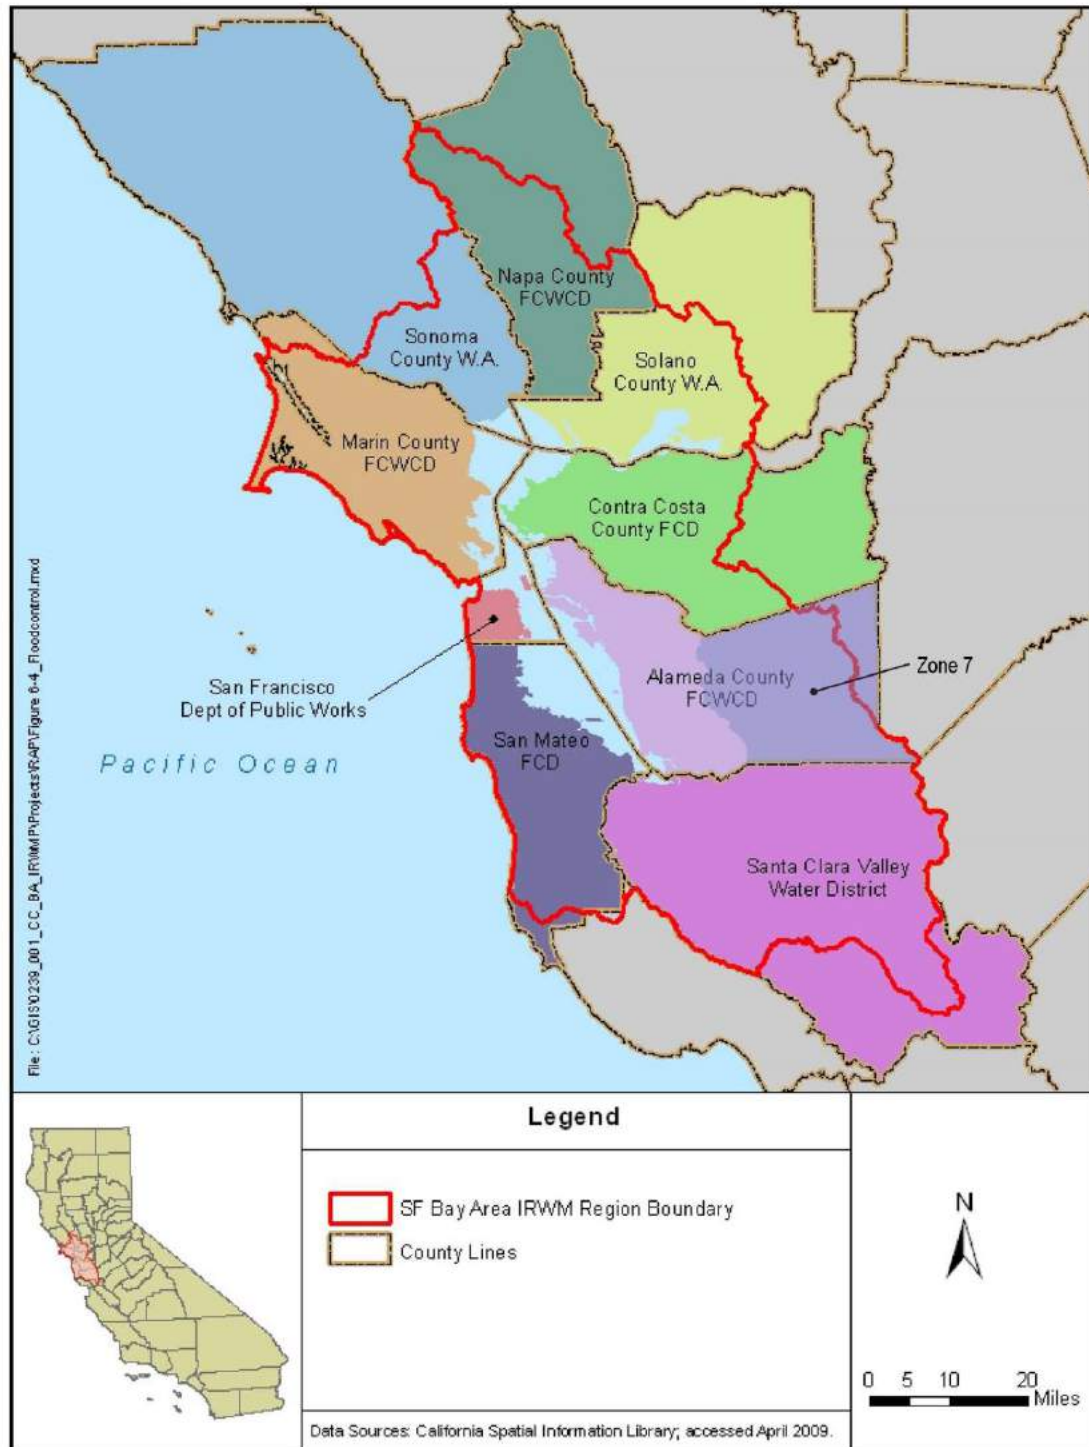 Napa County
FCWCD
Sonoma
County W.A.
Solano
County W.A.
Marin County
FCWCD
Contra Costa
County FCD
Zone 7
Alameda County
FCWCD
San Francisco
Dept of Public Works
San Mateo
FCD
Pacific Ocean
Santa Clara Valley
Water District
File: C:\GIS\0239_001_CC_BA_IRWMP\Projects\RAP\Figure 6-4_Floodcontrol.mxd
Legend
SF Bay Area IRWM Region Boundary
County Lines
N
0 5 10 20
Miles
Data Sources: California Spatial Information Library; accessed April 2009.